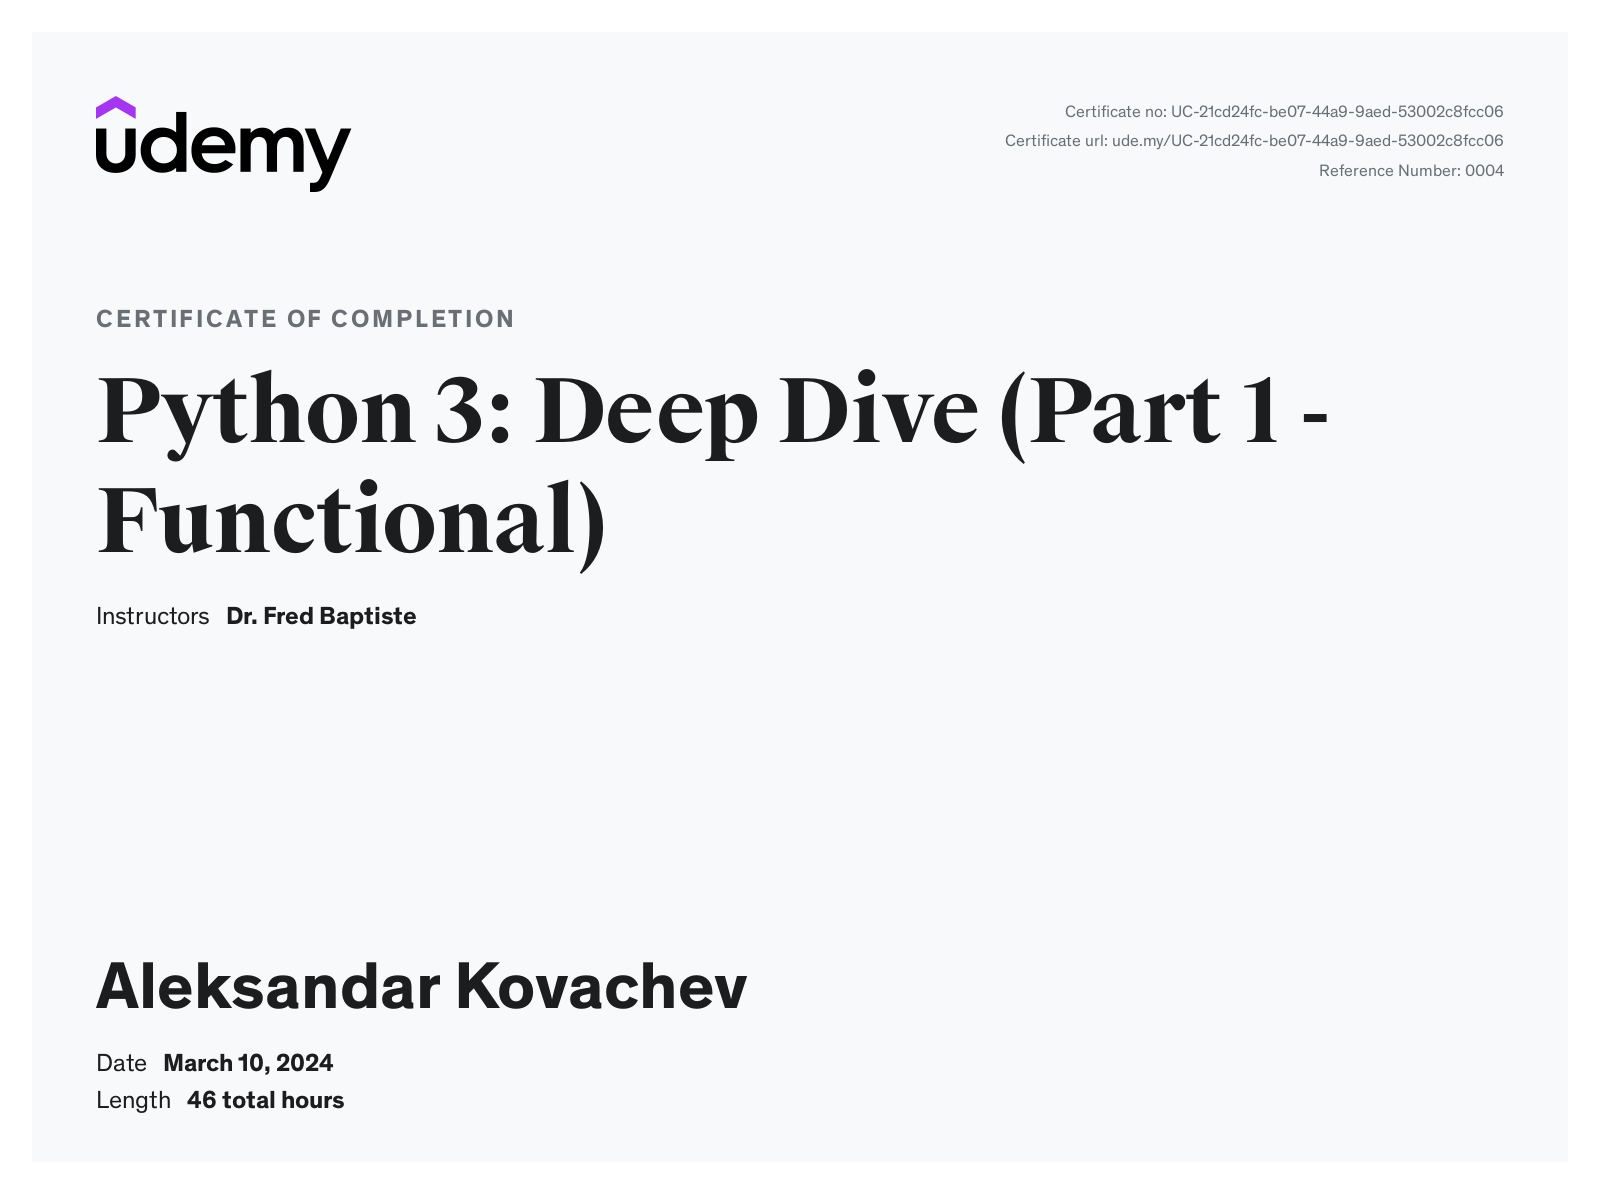 udemy
Certificate no: UC-21cd24fc-be07-44a9-9aed-53002c8fcc06
Certificate url: ude.my/UC-21cd24fc-be07-44a9-9aed-53002c8fcc06
Reference Number: 0004
CERTIFICATE OF COMPLETION
Python 3: Deep Dive (Part 1 -
Functional)
Instructors Dr. Fred Baptiste
Aleksandar Kovachev
Date March 10, 2024
Length 46 total hours